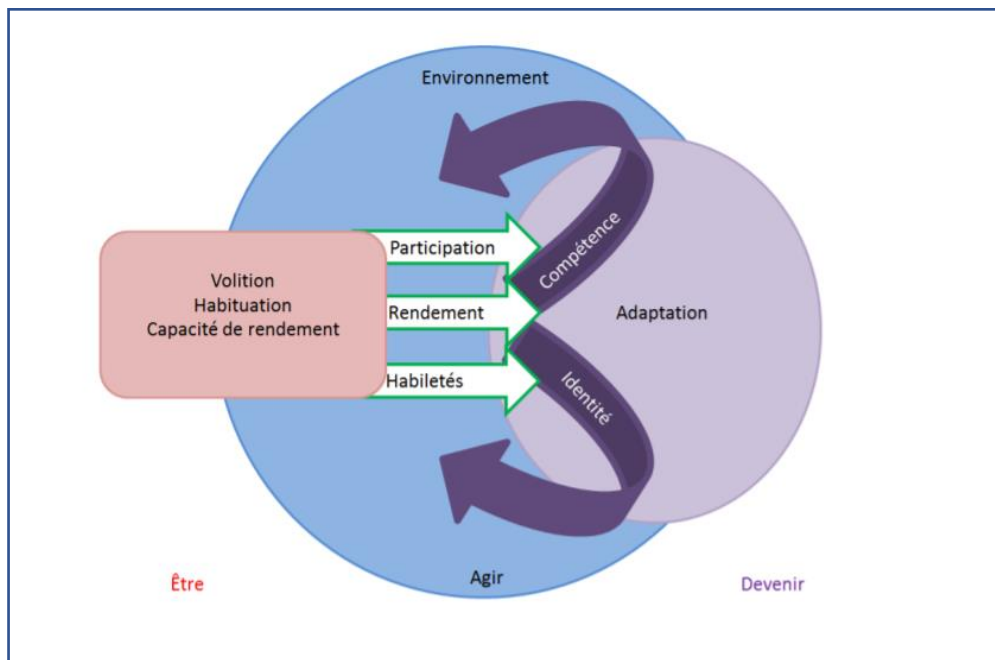 Environnement
Participation
Compétence
Volition
Habituation
Capacité de rendement
Rendement
Adaptation
Habiletés
Identité
Être
Agir
Devenir